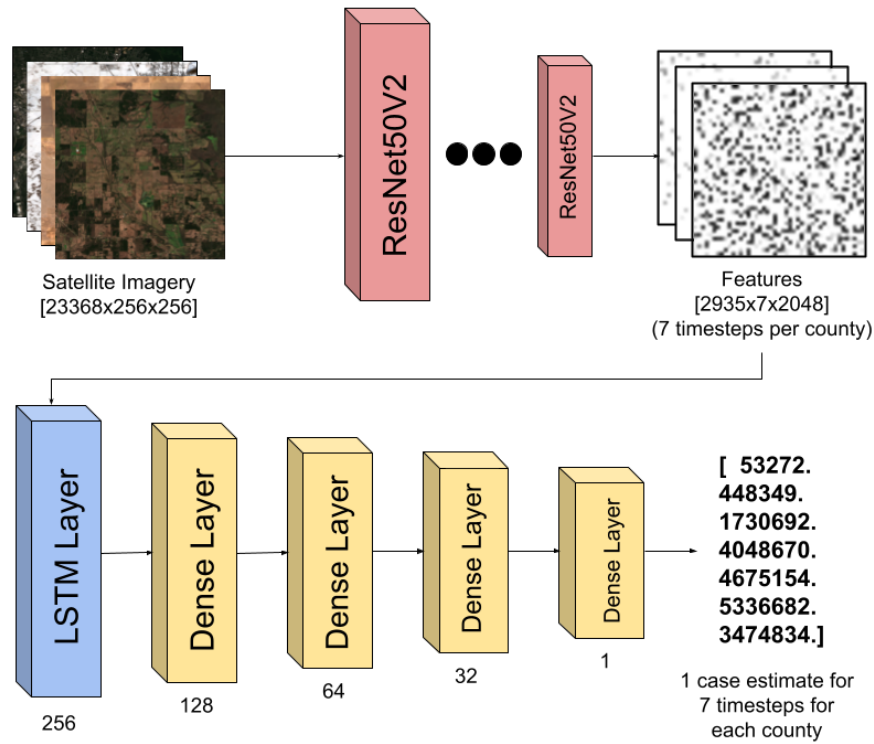 ResNet50V2
ResNet50V2
Satellite Imagery
[23368x256x256]
Features
[2935x7x2048]
(7 timesteps per county)
LSTM Layer
Dense Layer
Dense Layer
Dense Layer
Dense Layer
256
128
64
32
1
[ 53272.
448349.
1730692.
4048670.
4675154.
5336682.
3474834.]
1 case estimate for
7 timesteps for
each county